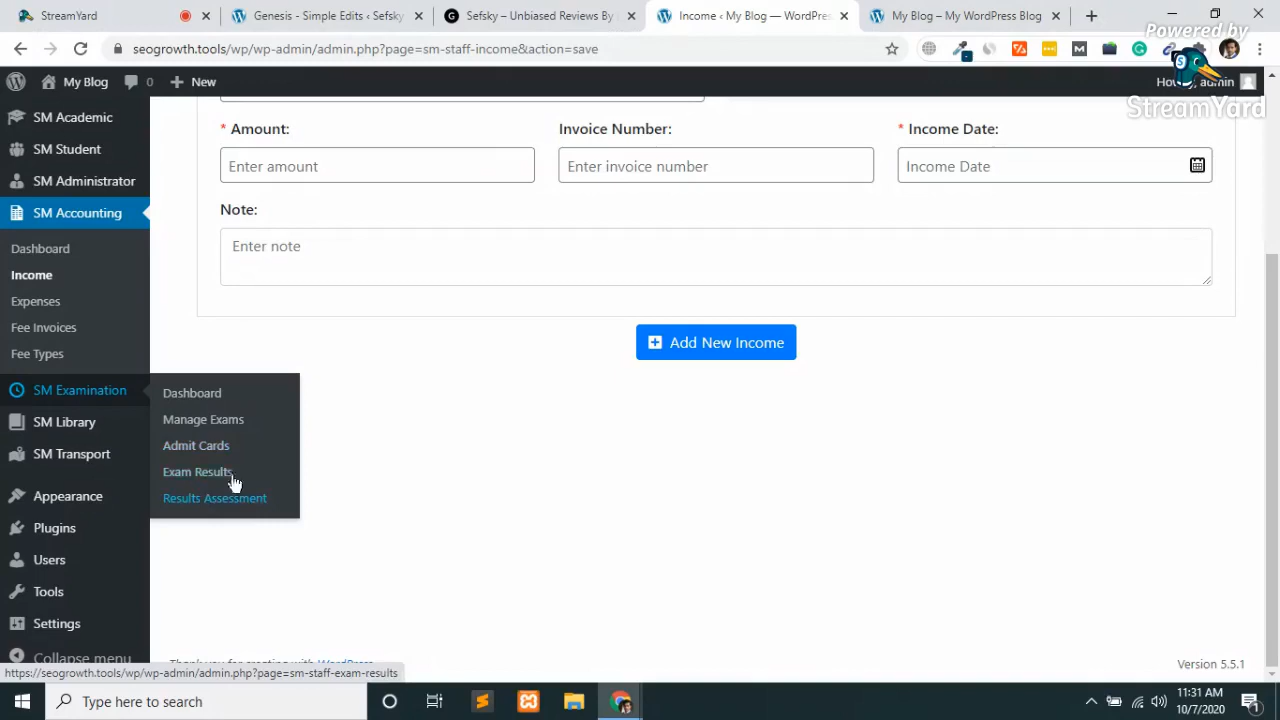 StreamYard
Genesis - Simple Edits ‹ Sefsky
Sefsky – Unbiased Reviews By
Income ‹ My Blog — WordPres
My Blog – My WordPress Blog
Powered by
StreamYard
seogrowth.tools/wp/wp-admin/admin.php?page=sm-staff-income&action=save
My Blog
0
New
admin
SM Academic
SM Student
SM Administrator
SM Accounting
Dashboard
Income
Expenses
Fee Invoices
Fee Types
SM Examination
SM Library
SM Transport
Appearance
Plugins
Users
Tools
Settings
Collapse menu
Dashboard
Manage Exams
Admit Cards
Exam Results
Results Assessment
* Amount:
Invoice Number:
* Income Date:
Enter amount
Enter invoice number
Income Date
Note:
Enter note
Add New Income
Thank you for creating with WordPress
Version 5.5.1
https://seogrowth.tools/wp/wp-admin/admin.php?page=sm-staff-exam-results
Type here to search
11:31 AM
10/7/2020